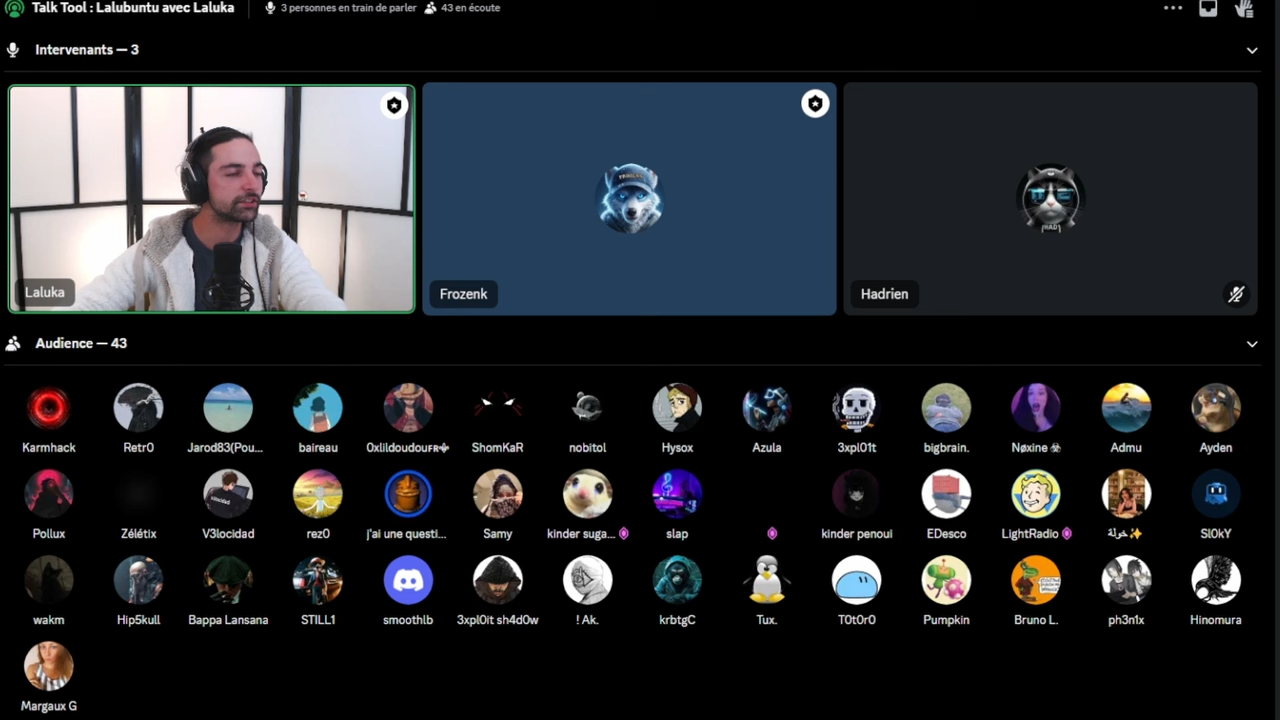 Talk Tool : Lalubuntu avec Laluka
3 personnes en train de parler
43 en écoute
Intervenants — 3
Laluka
Frozenk
Hadrien
Audience — 43
Karmhack Retr0 Jarod83(Pou... baireau 0xlildoudouFR ShomKaR nobitol Hysox Azula 3xpl01t bigbrain. Nøxine ☣ Admu Ayden
Pollux Zélétix V3locidad rez0 j'ai une questi... Samy kinder suga... slap kinder penoui EDesco LightRadio خولة✨ Sl0kY
wakm Hip5kull Bappa Lansana STILL1 smoothlb 3xpl0it sh4d0w ! Ak. krbtgC Tux. T0t0r0 Pumpkin Bruno L. ph3n1x Hinomura
Margaux G